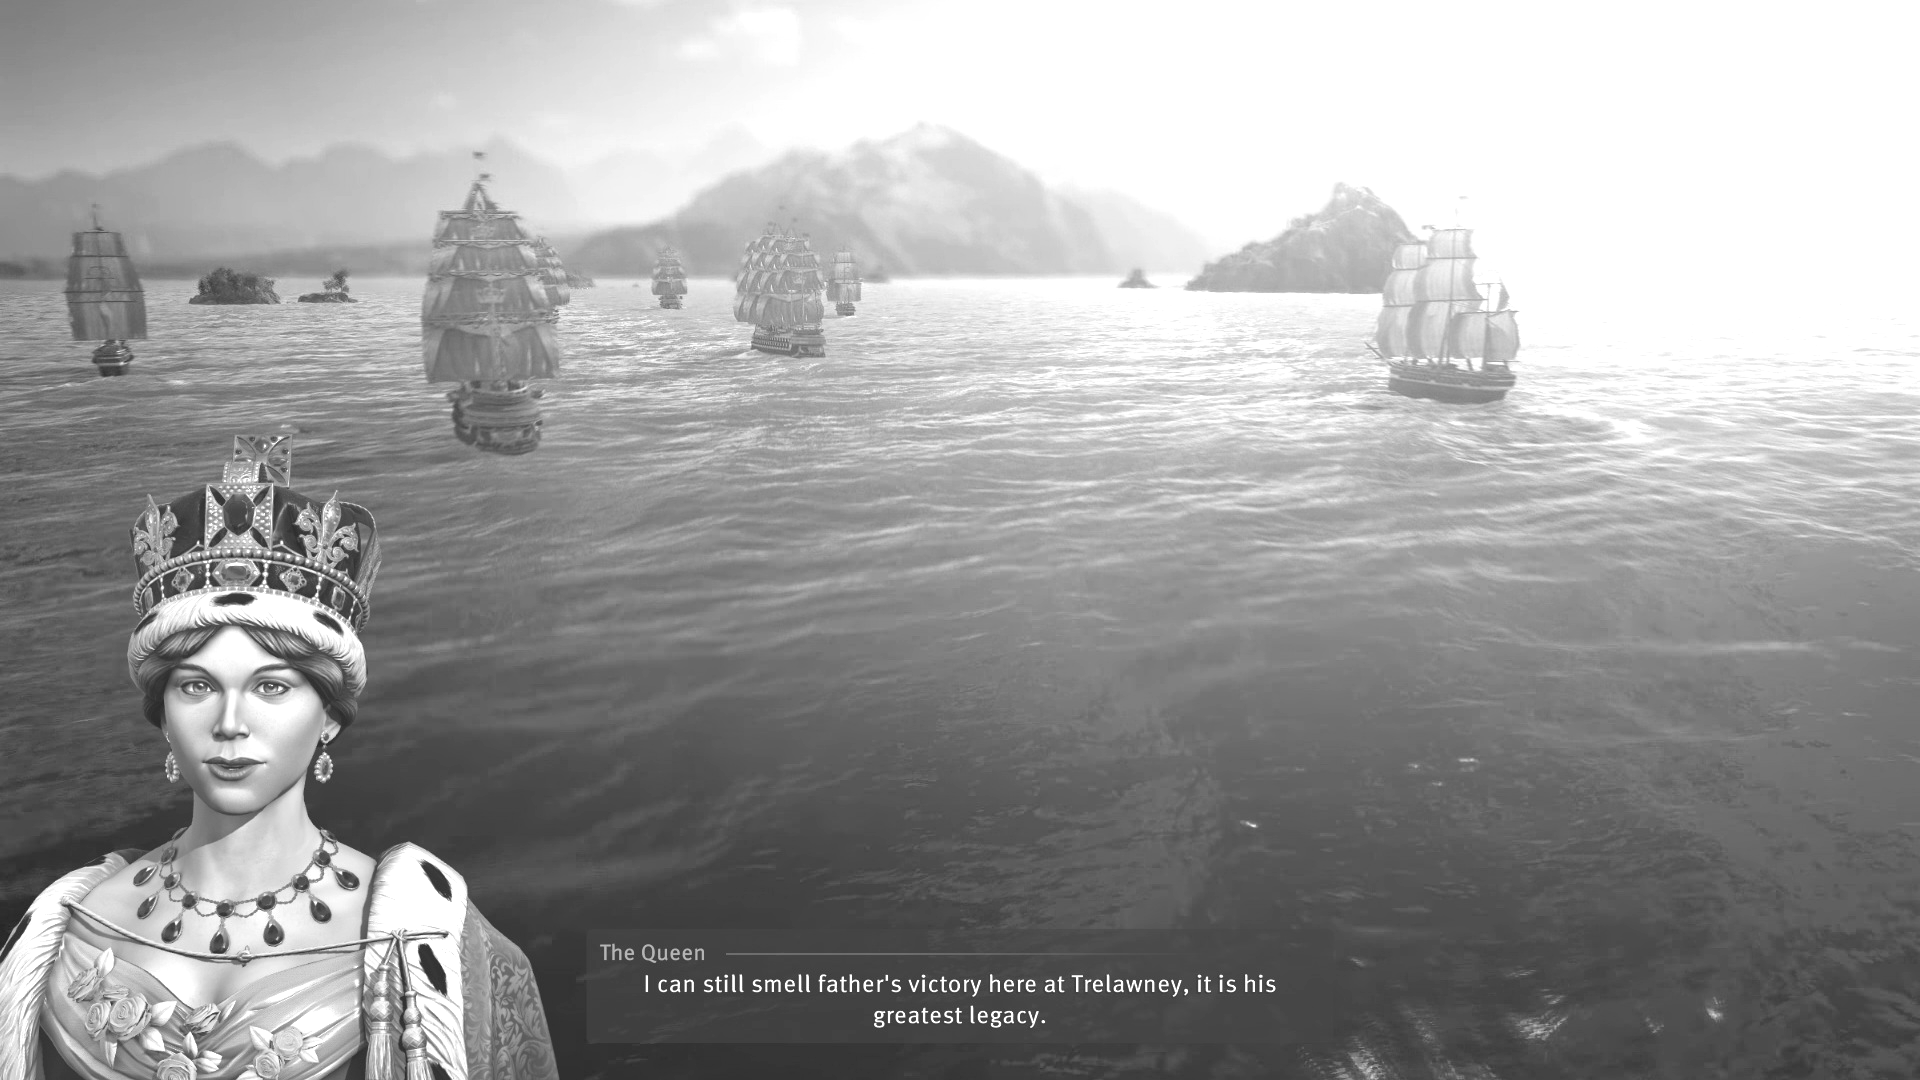 The Queen
I can still smell father's victory here at Trelawney, it is his
greatest legacy.